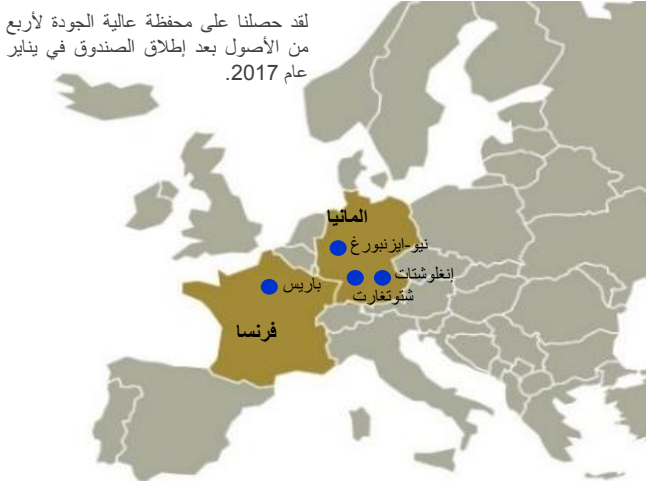 لقد حصلنا على محفظة عالية الجودة لأربع
من الأصول بعد إطلاق الصندوق في يناير
عام 2017.
المانيا
نيو-ايزنبورغ
إنغلوشتات
شتوتغارت
باريس
فرنسا